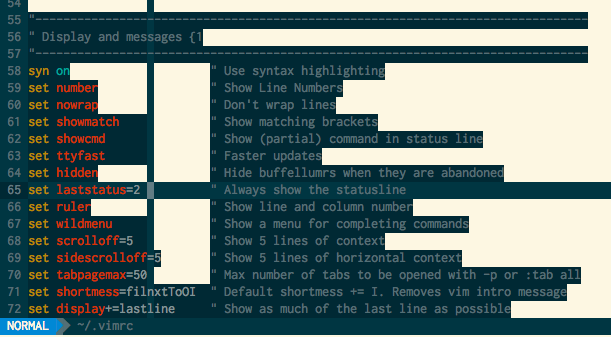 54
55 "--------------------------------------------------------------------------
56 " Display and messages {1
57 "--------------------------------------------------------------------------
58 syn on " Use syntax highlighting
59 set number " Show Line Numbers
60 set nowrap " Don't wrap lines
61 set showmatch " Show matching brackets
62 set showcmd " Show (partial) command in status line
63 set ttyfast " Faster updates
64 set hidden " Hide buffellumrs when they are abandoned
65 set laststatus=2 " Always show the statusline
66 set ruler " Show line and column number
67 set wildmenu " Show a menu for completing commands
68 set scrolloff=5 " Show 5 lines of context
69 set sidescrolloff=5 " Show 5 lines of horizontal context
70 set tabpagemax=50 " Max number of tabs to be opened with -p or :tab all
71 set shortmess=filnxtToOI " Default shortmess += I. Removes vim intro message
72 set display+=lastline " Show as much of the last line as possible
NORMAL ~/.vimrc